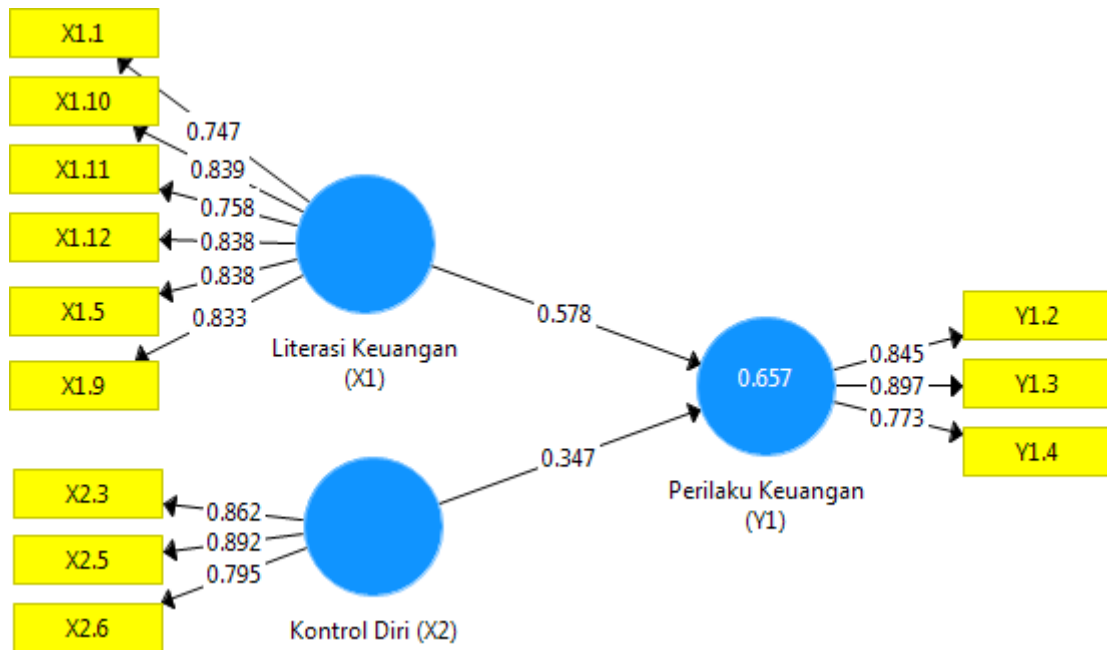 X1.1
X1.10
X1.11
X1.12
X1.5
X1.9
0.747
0.839
0.758
0.838
0.838
0.833
Literasi Keuangan
(X1)
0.578
X2.3
X2.5
X2.6
0.862
0.892
0.795
Kontrol Diri (X2)
0.347
0.657
Perilaku Keuangan
(Y1)
0.845
0.897
0.773
Y1.2
Y1.3
Y1.4